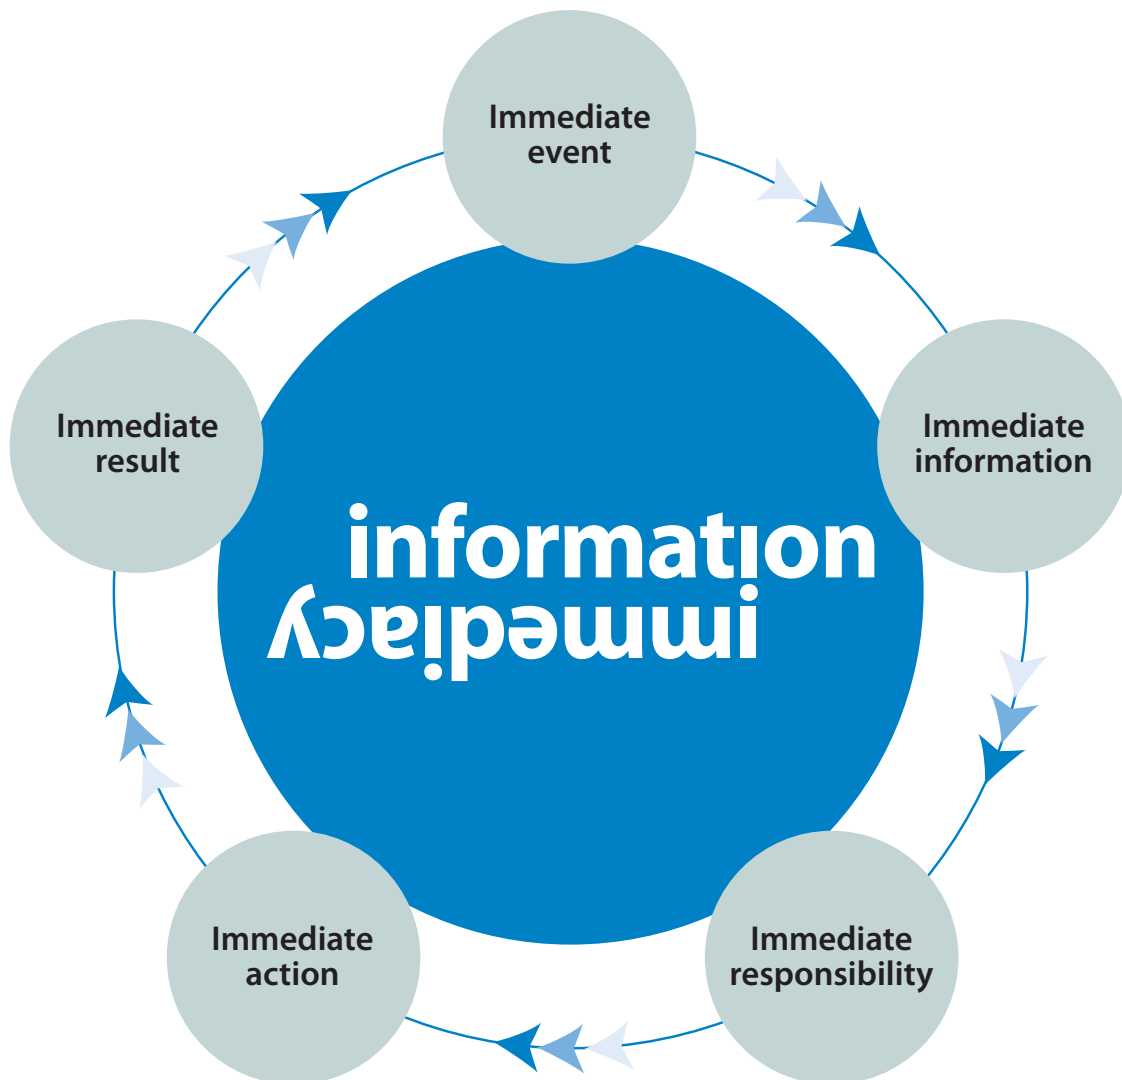 Immediate
event
Immediate
information
Immediate
responsibility
Immediate
action
Immediate
result
information
immediacy